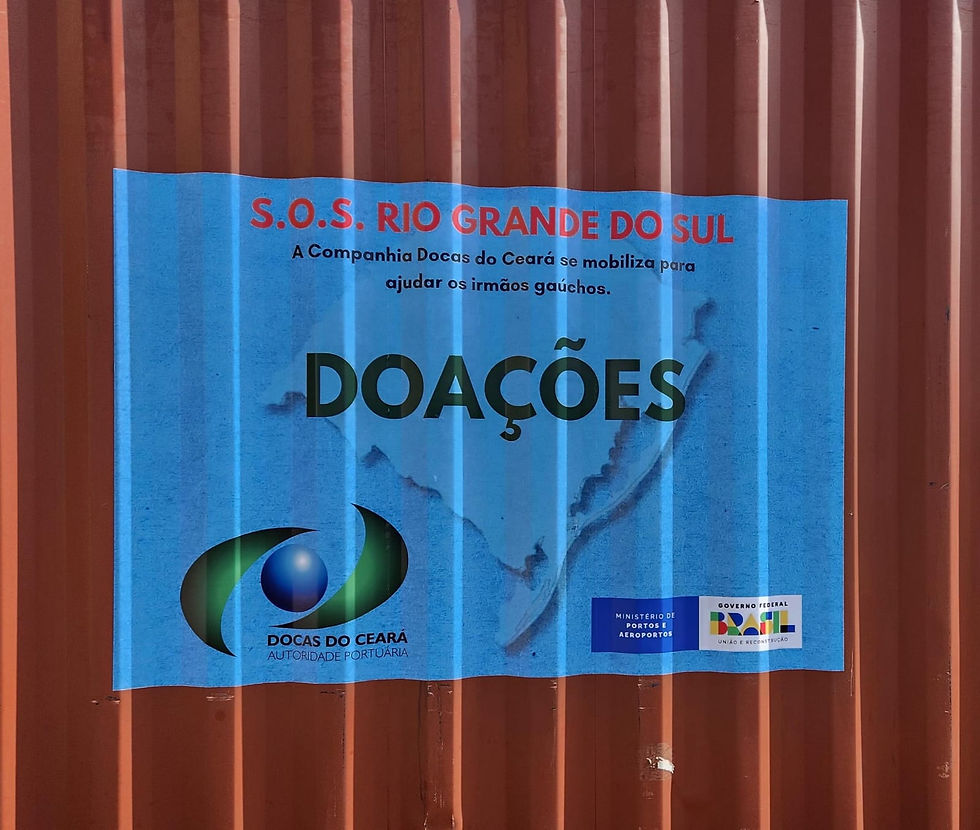 S.O.S. RIO GRANDE DO SUL
A Companhia Docas do Ceará se mobiliza para
ajudar os irmãos gaúchos.
DOAÇÕES
DOCAS DO CEARÁ
AUTORIDADE PORTUÁRIA
MINISTÉRIO DE
PORTOS E
AEROPORTOS
GOVERNO FEDERAL
BRASIL
UNIÃO E RECONSTRUÇÃO